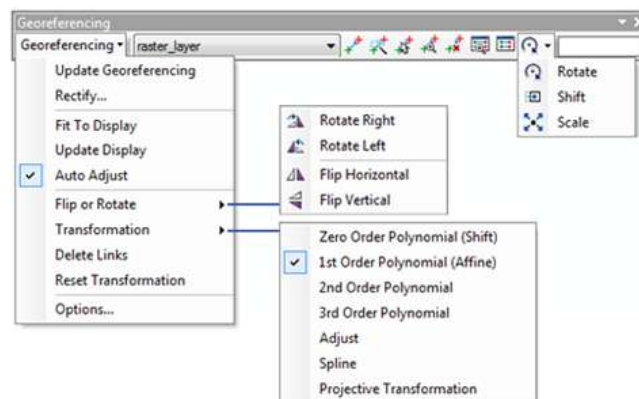 Georeferencing
Georeferencing
raster_layer
Update Georeferencing
Rectify...
Fit To Display
Update Display
Auto Adjust
Flip or Rotate
Transformation
Delete Links
Reset Transformation
Options...
Rotate Right
Rotate Left
Flip Horizontal
Flip Vertical
Zero Order Polynomial (Shift)
1st Order Polynomial (Affine)
2nd Order Polynomial
3rd Order Polynomial
Adjust
Spline
Projective Transformation
Rotate
Shift
Scale